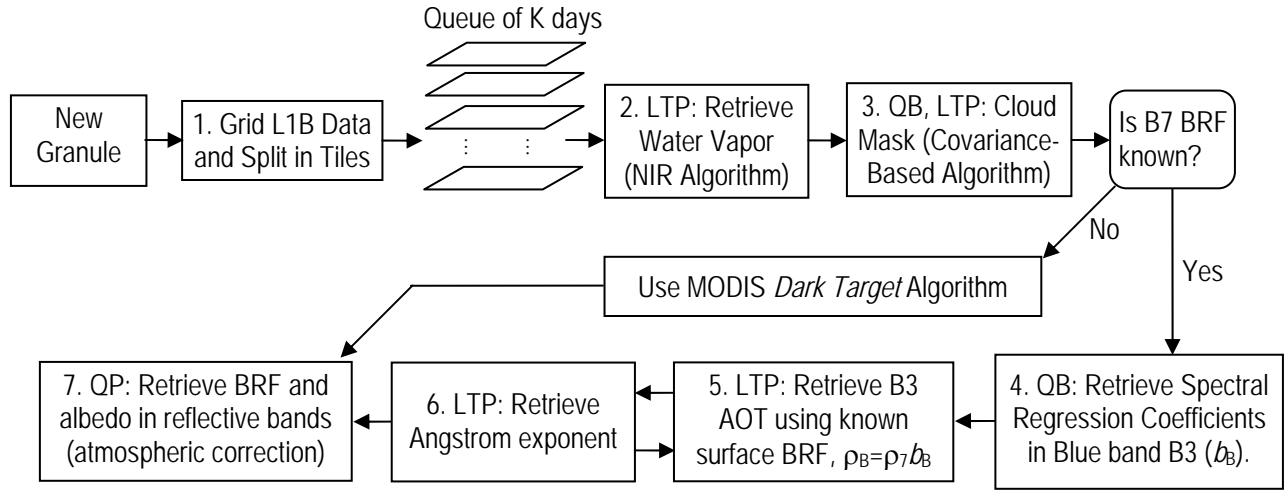 Queue of K days
New
Granule
1. Grid L1B Data
and Split in Tiles
⋮ ⋮
2. LTP: Retrieve
Water Vapor
(NIR Algorithm)
3. QB, LTP: Cloud
Mask (Covariance-
Based Algorithm)
Is B7 BRF
known?
No
Yes
Use MODIS Dark Target Algorithm
7. QP: Retrieve BRF and
albedo in reflective bands
(atmospheric correction)
6. LTP: Retrieve
Angstrom exponent
5. LTP: Retrieve B3
AOT using known
surface BRF, ρB=ρ7bB
4. QB: Retrieve Spectral
Regression Coefficients
in Blue band B3 (bB).